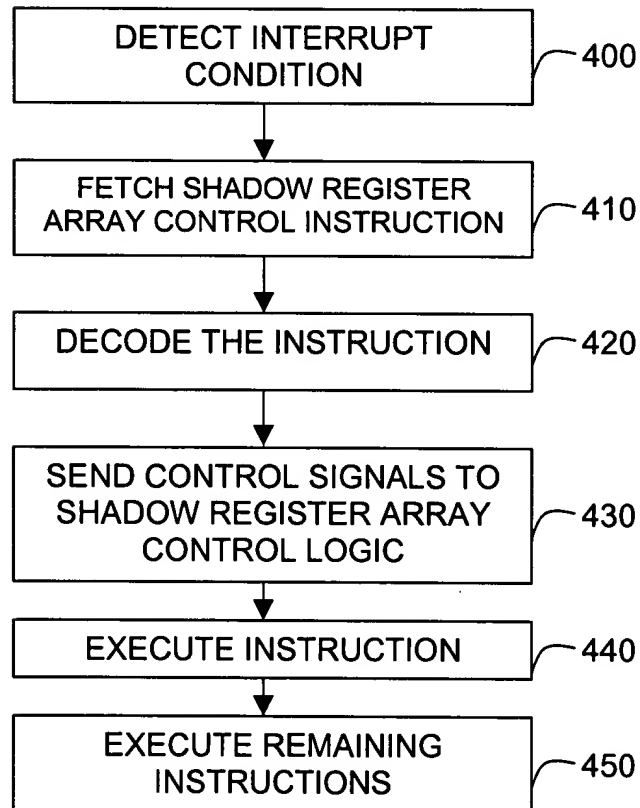 DETECT INTERRUPT
CONDITION
400
FETCH SHADOW REGISTER
ARRAY CONTROL INSTRUCTION
410
DECODE THE INSTRUCTION
420
SEND CONTROL SIGNALS TO
SHADOW REGISTER ARRAY
CONTROL LOGIC
430
EXECUTE INSTRUCTION
440
EXECUTE REMAINING
INSTRUCTIONS
450